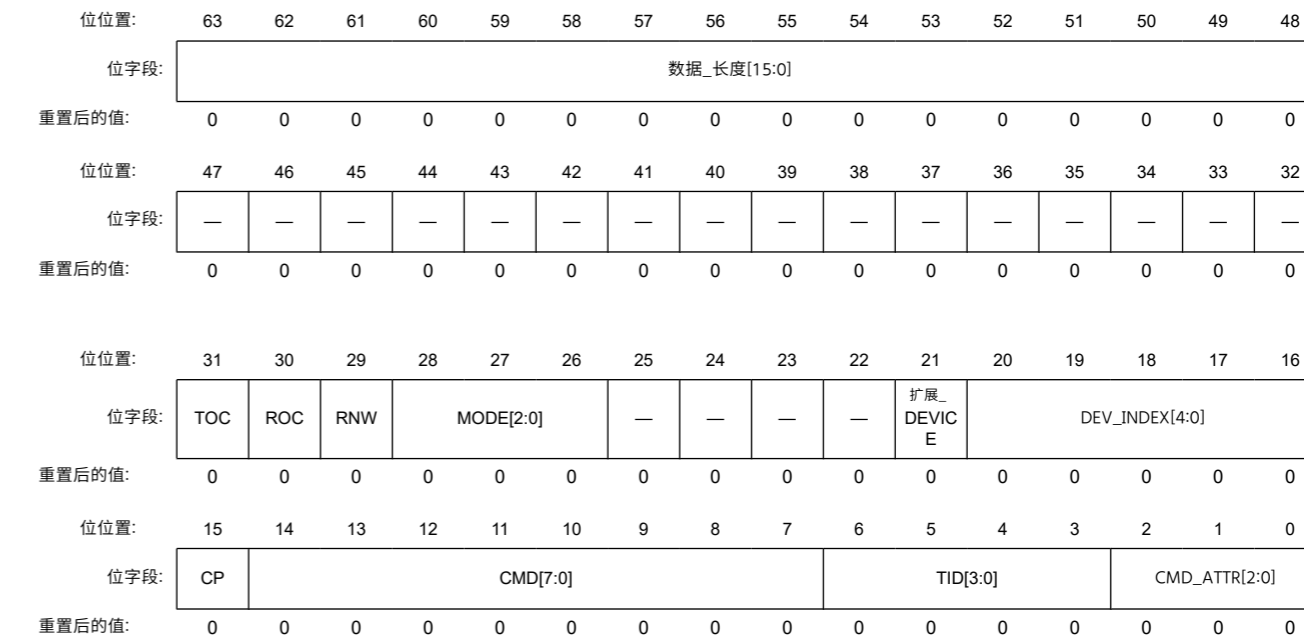 位位置: 63 62 61 60 59 58 57 56 55 54 53 52 51 50 49 48
位字段: 数据_长度[15:0]
重置后的值: 0 0 0 0 0 0 0 0 0 0 0 0 0 0 0 0
位位置: 47 46 45 44 43 42 41 40 39 38 37 36 35 34 33 32
位字段: — — — — — — — — — — — — — — — —
重置后的值: 0 0 0 0 0 0 0 0 0 0 0 0 0 0 0 0
位位置: 31 30 29 28 27 26 25 24 23 22 21 20 19 18 17 16
位字段: TOC ROC RNW MODE[2:0] — — — — 扩展_
DEVIC
E DEV_INDEX[4:0]
重置后的值: 0 0 0 0 0 0 0 0 0 0 0 0 0 0 0 0
位位置: 15 14 13 12 11 10 9 8 7 6 5 4 3 2 1 0
位字段: CP CMD[7:0] TID[3:0] CMD_ATTR[2:0]
重置后的值: 0 0 0 0 0 0 0 0 0 0 0 0 0 0 0 0